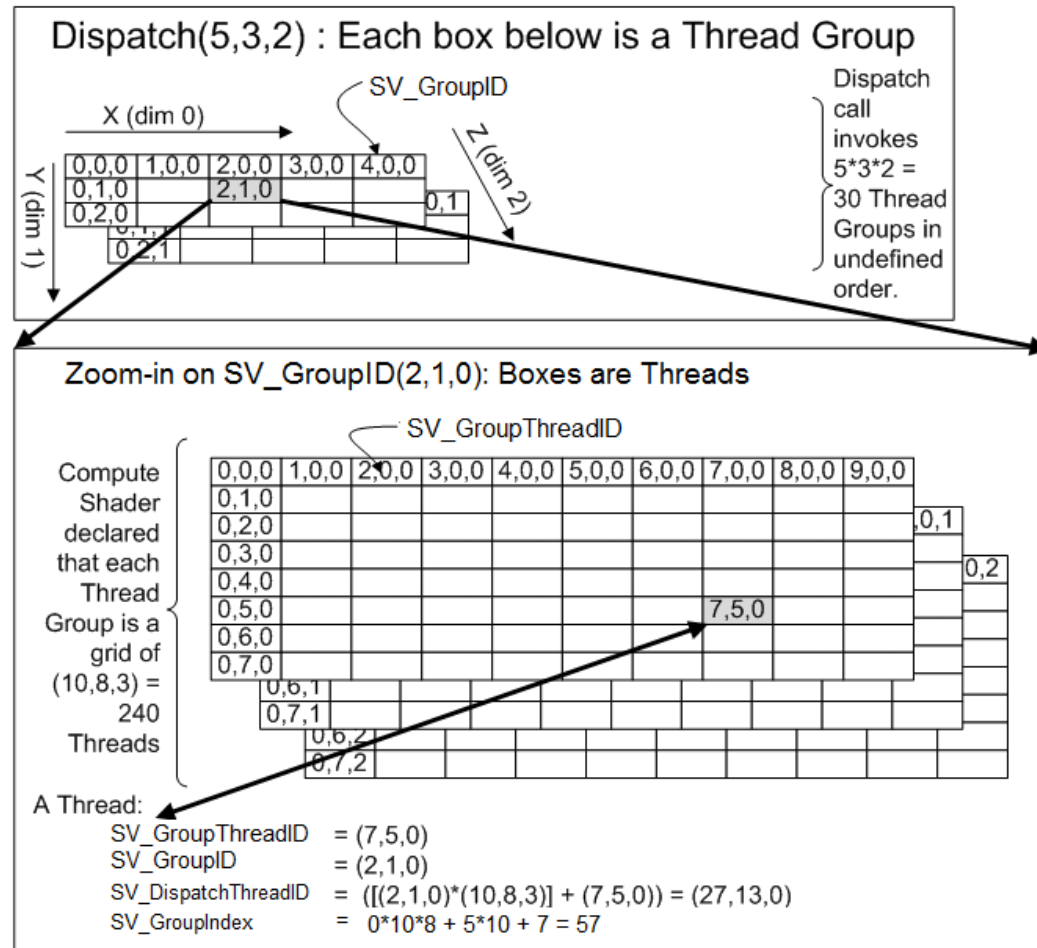 Dispatch(5,3,2) : Each box below is a Thread Group
SV_GroupID
X (dim 0)
Y (dim 1)
Z (dim 2)
0,0,0 1,0,0 2,0,0 3,0,0 4,0,0
0,1,0 2,1,0
0,2,0
0,1
0,2,1
Dispatch
call
invokes
5*3*2 =
30 Thread
Groups in
undefined
order.
Zoom-in on SV_GroupID(2,1,0): Boxes are Threads
SV_GroupThreadID
Compute
Shader
declared
that each
Thread
Group is a
grid of
(10,8,3) =
240
Threads
0,0,0 1,0,0 2,0,0 3,0,0 4,0,0 5,0,0 6,0,0 7,0,0 8,0,0 9,0,0
0,1,0
0,2,0
0,3,0
0,4,0
0,5,0 7,5,0
0,6,0
0,7,0
,0,1
0,6,1
0,7,1
0,2
0,6,2
0,7,2
A Thread:
SV_GroupThreadID = (7,5,0)
SV_GroupID = (2,1,0)
SV_DispatchThreadID = ([(2,1,0)*(10,8,3)] + (7,5,0)) = (27,13,0)
SV_GroupIndex = 0*10*8 + 5*10 + 7 = 57